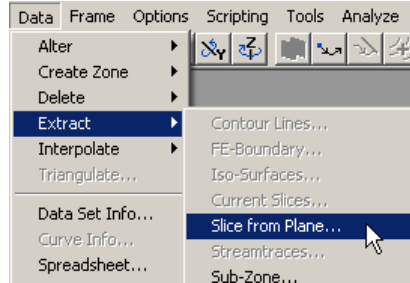 Data Frame Options Scripting Tools Analyze
Alter
Create Zone
Delete
Extract
Interpolate
Triangulate...
Data Set Info...
Curve Info...
Spreadsheet...
Contour Lines...
FE-Boundary...
Iso-Surfaces...
Current Slices...
Slice from Plane...
Streamtraces...
Sub-Zone...